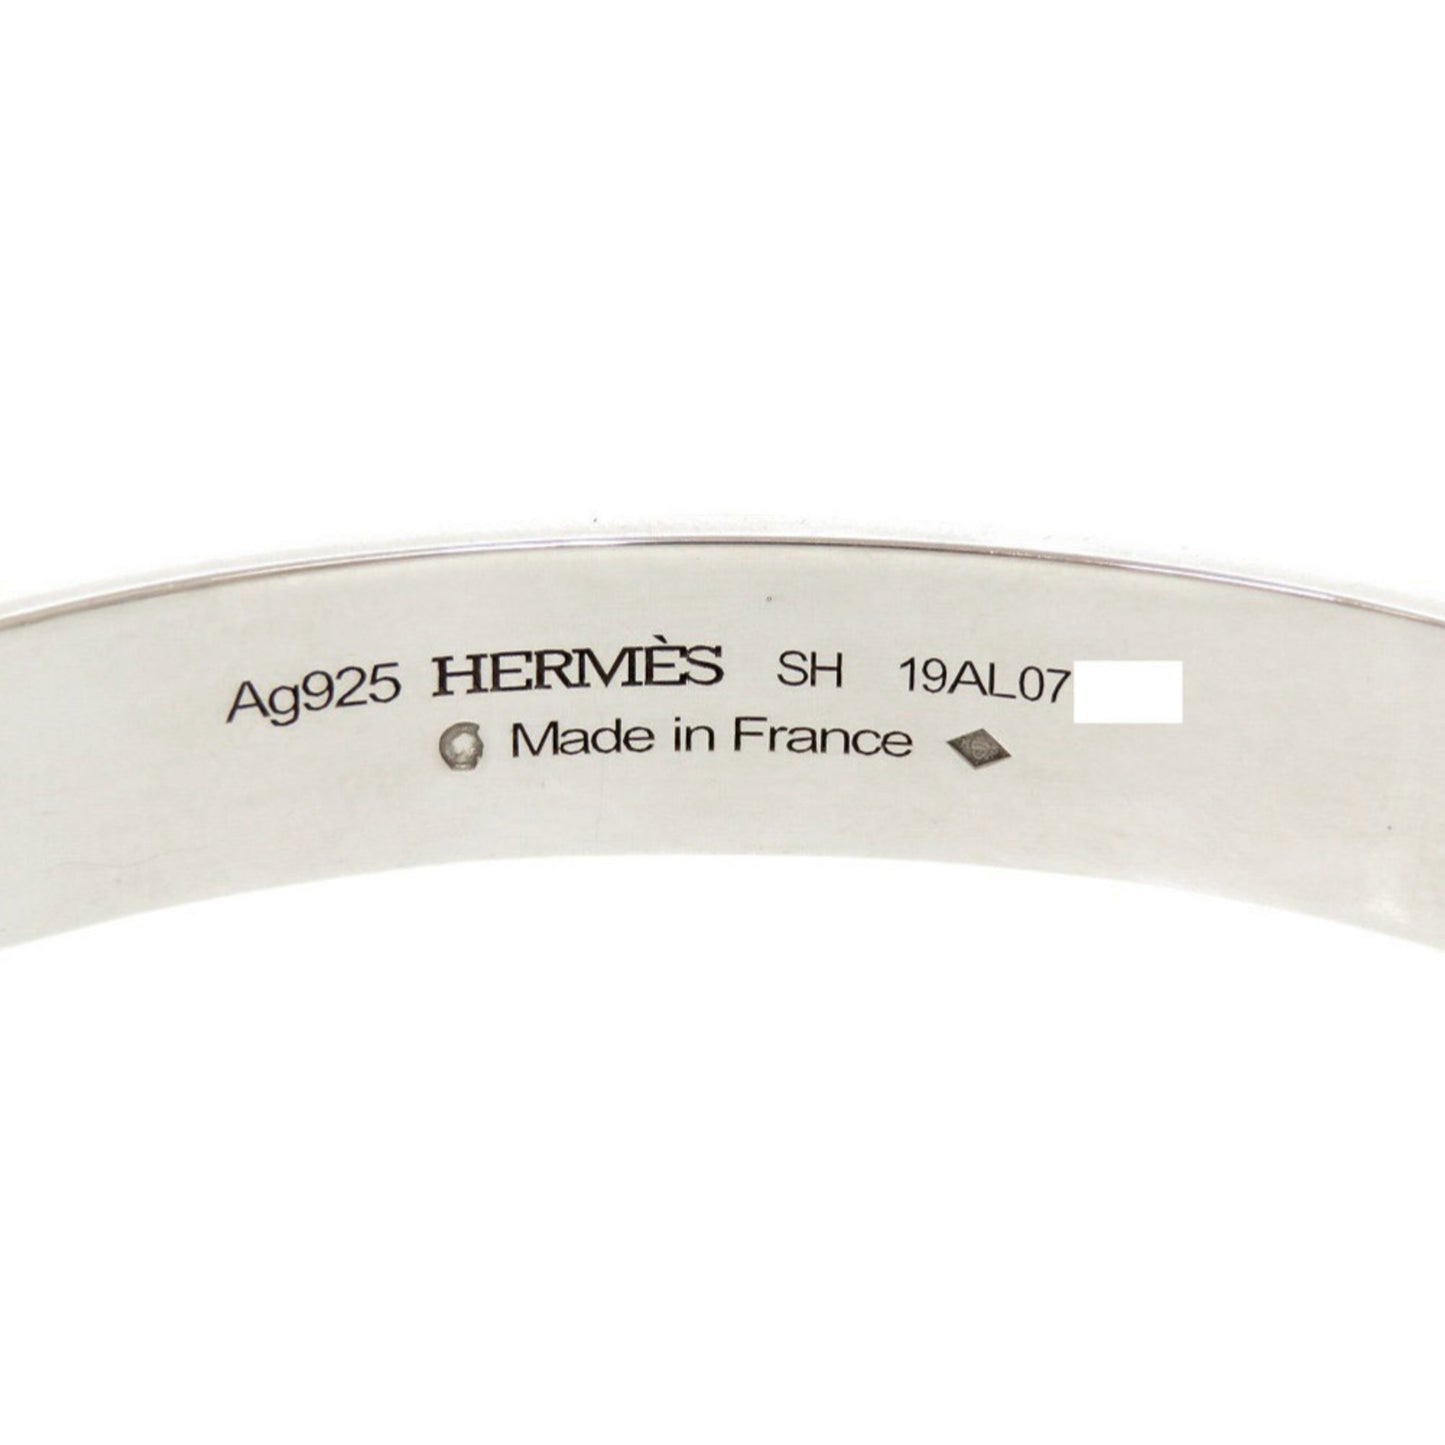 Ag925 HERMÈS SH 19AL07
Made in France